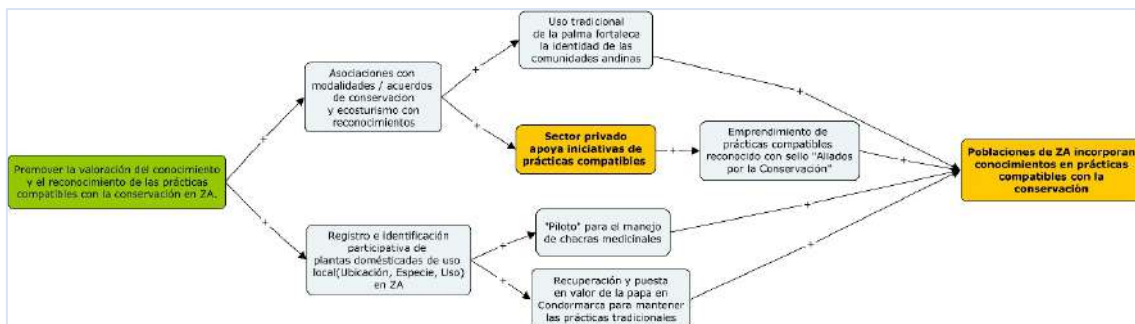 Promover la valoración del conocimiento
y el reconocimiento de las prácticas
compatibles con la conservación en ZA.
+
+
Asociaciones con
modalidades / acuerdos
de conservacion
y ecosturismo con
reconocimientos
Registro e identificación
participativa de
plantas domésticadas de uso
local(Ubicación, Especie, Uso)
en ZA
+
+
+
+
Uso tradicional
de la palma fortalece
la identidad de las
comunidades andinas
Sector privado
apoya iniciativas de
prácticas compatibles
+
Emprendimiento de
prácticas compatibles
reconocido con sello "Aliados
por la Conservación"
"Piloto" para el manejo
de chacras medicinales
Recuperación y puesta
en valor de la papa en
Condormarca para mantener
las prácticas tradicionales
+
+
+
+
Poblaciones de ZA incorporan
conocimientos en prácticas
compatibles con la
conservación